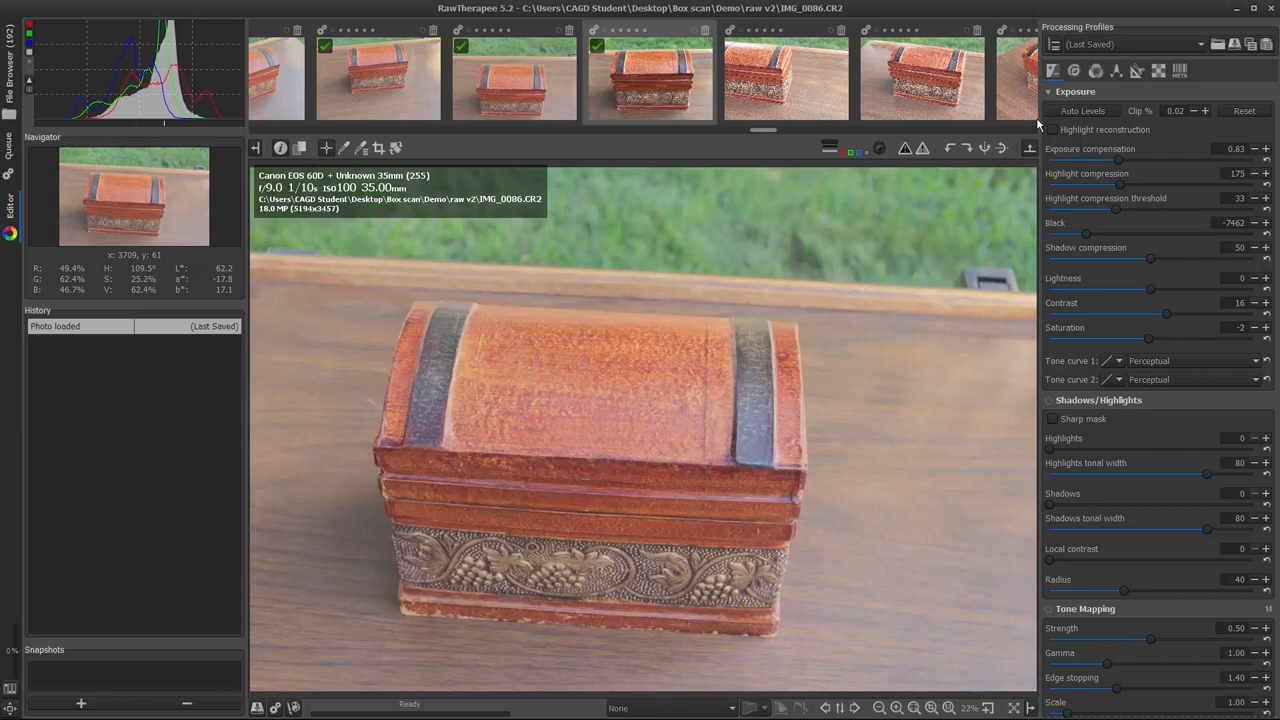 RawTherapee 5.2 - C:\Users\CAGD Student\Desktop\Box scan\Demo\raw v2\IMG_0086.CR2
File Browser (192)
Queue
Editor
0%
Navigator
x: 3709, y: 61
R: 49.4% H: 109.5° L*: 62.2
G: 62.4% S: 25.2% a*: -17.8
B: 46.7% V: 62.4% b*: 17.1
History
Photo loaded (Last Saved)
Snapshots
Canon EOS 60D + Unknown 35mm (255)
f/9.0 1/10s ISO100 35.00mm
C:\Users\CAGD Student\Desktop\Box scan\Demo\raw v2\IMG_0086.CR2
18.0 MP (5194x3457)
Ready
None
22%
Processing Profiles
(Last Saved)
META
Exposure
Auto Levels Clip % 0.02 Reset
Highlight reconstruction
Exposure compensation 0.83
Highlight compression 175
Highlight compression threshold 33
Black -7462
Shadow compression 50
Lightness 0
Contrast 16
Saturation -2
Tone curve 1: Perceptual
Tone curve 2: Perceptual
Shadows/Highlights
Sharp mask
Highlights 0
Highlights tonal width 80
Shadows 0
Shadows tonal width 80
Local contrast 0
Radius 40
Tone Mapping
Strength 0.50
Gamma 1.00
Edge stopping 1.40
Scale 1.00